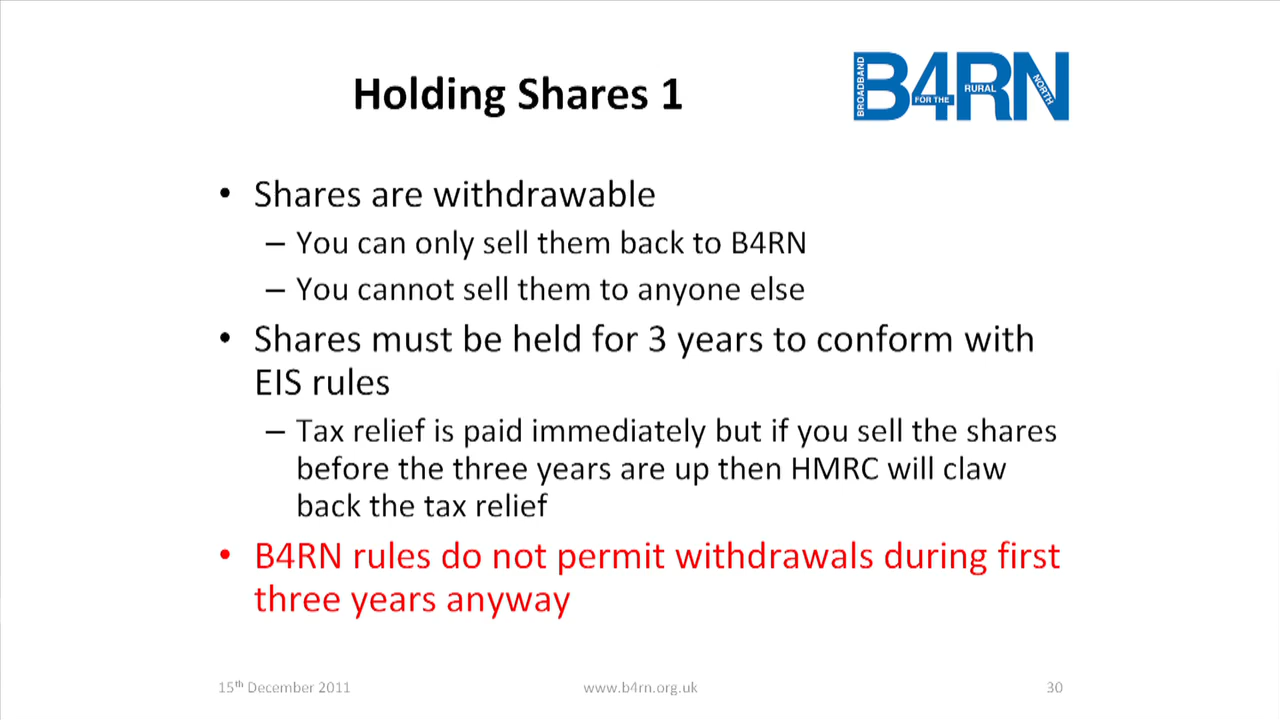 Holding Shares 1
BROADBAND
B4RN
FOR THE
RURAL
NORTH
• Shares are withdrawable
– You can only sell them back to B4RN
– You cannot sell them to anyone else
• Shares must be held for 3 years to conform with
EIS rules
– Tax relief is paid immediately but if you sell the shares
before the three years are up then HMRC will claw
back the tax relief
• B4RN rules do not permit withdrawals during first
three years anyway
15th December 2011
www.b4rn.org.uk
30